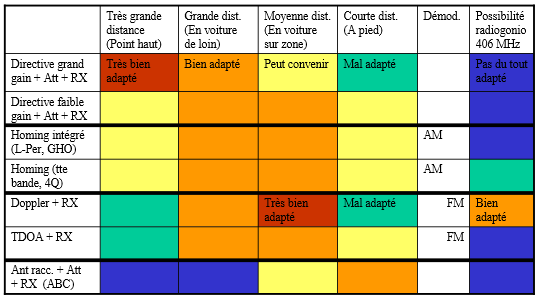 Très grande
distance
(Point haut)
Grande dist.
(En voiture
de loin)
Moyenne dist.
(En voiture
sur zone)
Courte dist.
(A pied)
Démod.
Possibilité
radiogonio
406 MHz
Directive grand
gain + Att + RX
Très bien
adapté
Bien adapté
Peut convenir
Mal adapté
Pas du tout
adapté
Directive faible
gain + Att + RX
Homing intégré
(L-Per, GHO)
AM
Homing (tte
bande, 4Q)
AM
Doppler + RX
Très bien
adapté
Mal adapté
FM
Bien
adapté
TDOA + RX
FM
Ant racc. + Att
+ RX (ABC)